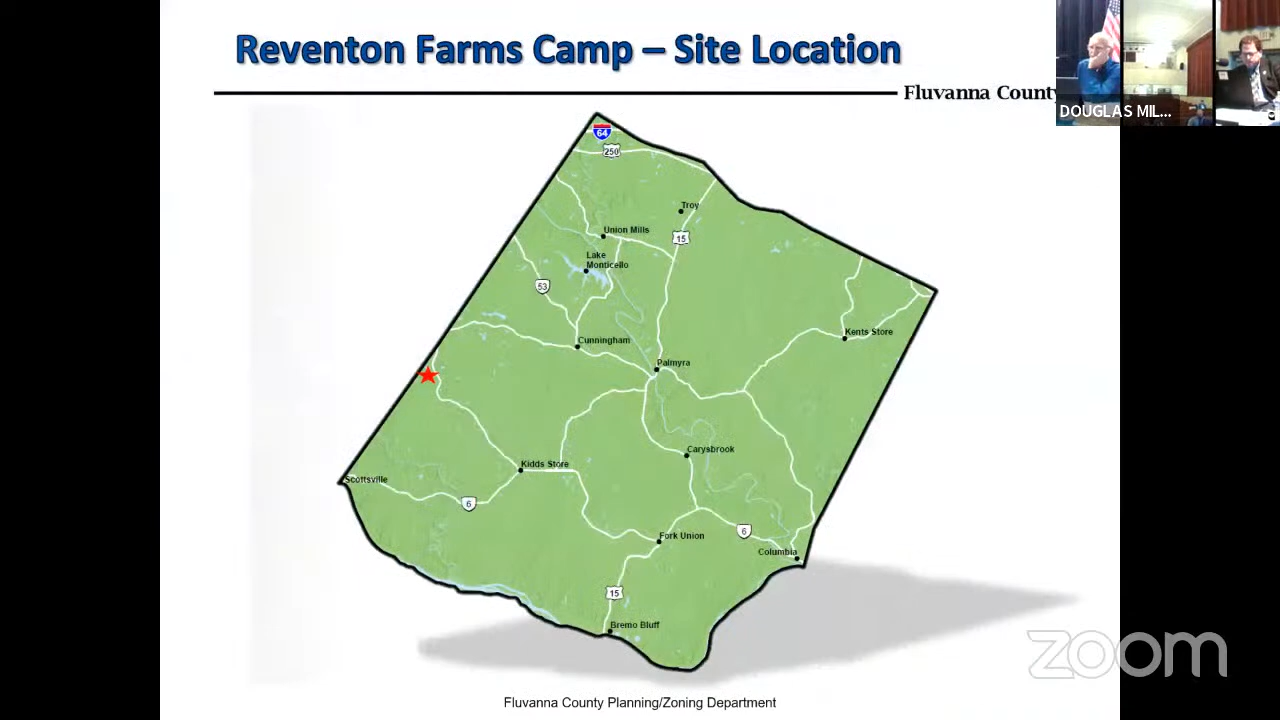 Reventon Farms Camp – Site Location
Fluvanna County
DOUGLAS MIL...
64
250
Troy
Union Mills
15
Lake
Monticello
53
Kents Store
Cunningham
Palmyra
Carysbrook
Kidds Store
Scottsville
6
6
Fork Union
Columbia
15
Bremo Bluff
zoom
Fluvanna County Planning/Zoning Department